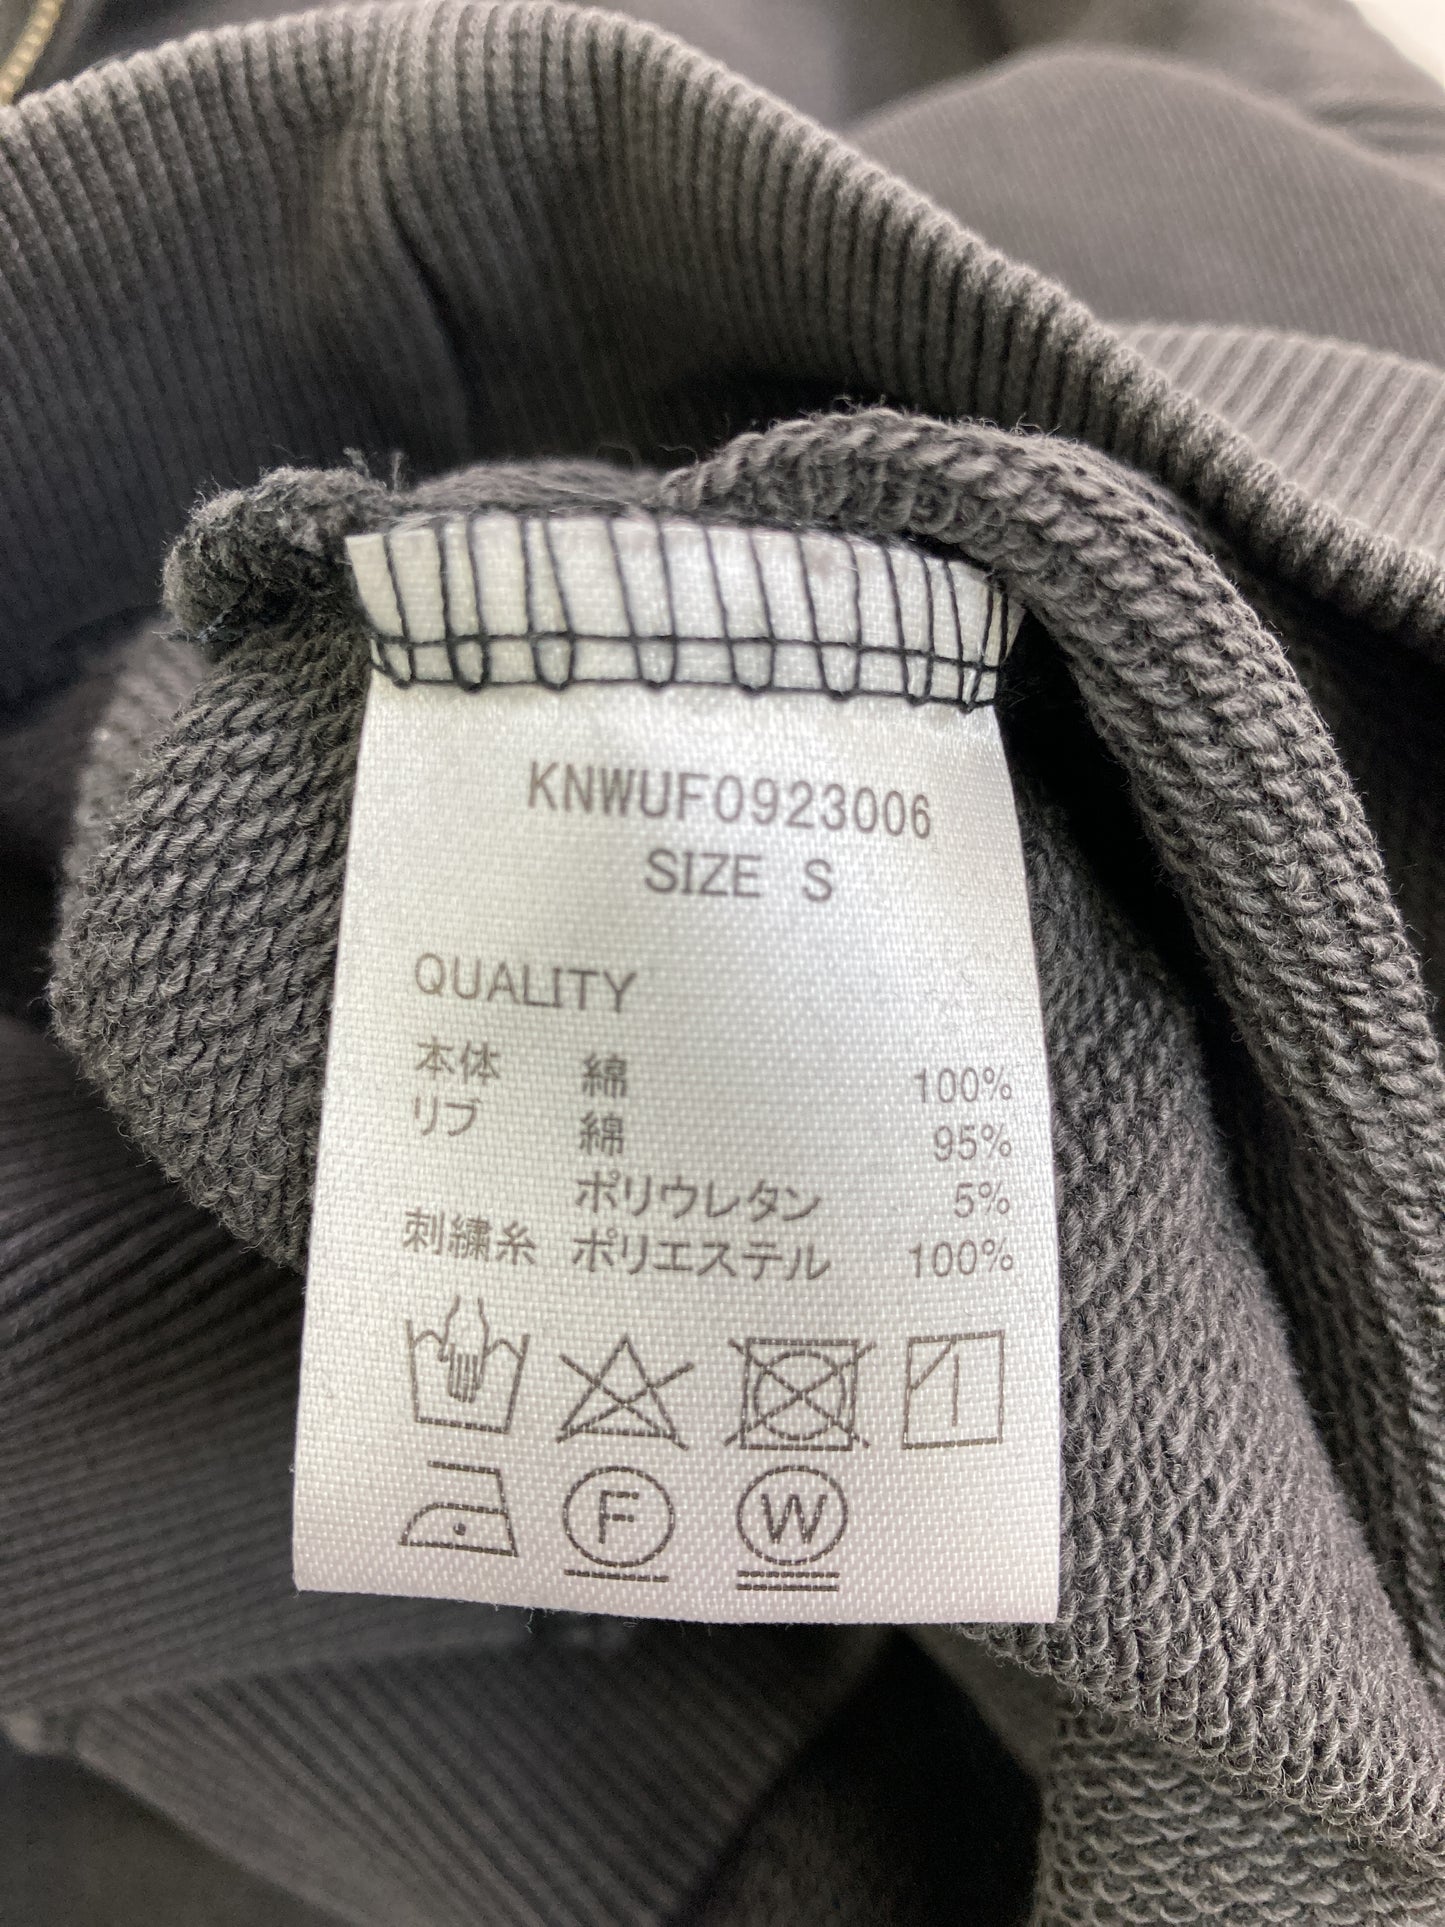 KNWUF0923006
SIZE S
QUALITY
本体 綿 100%
リブ 綿 95%
ポリウレタン 5%
刺繍糸 ポリエステル 100%
F W